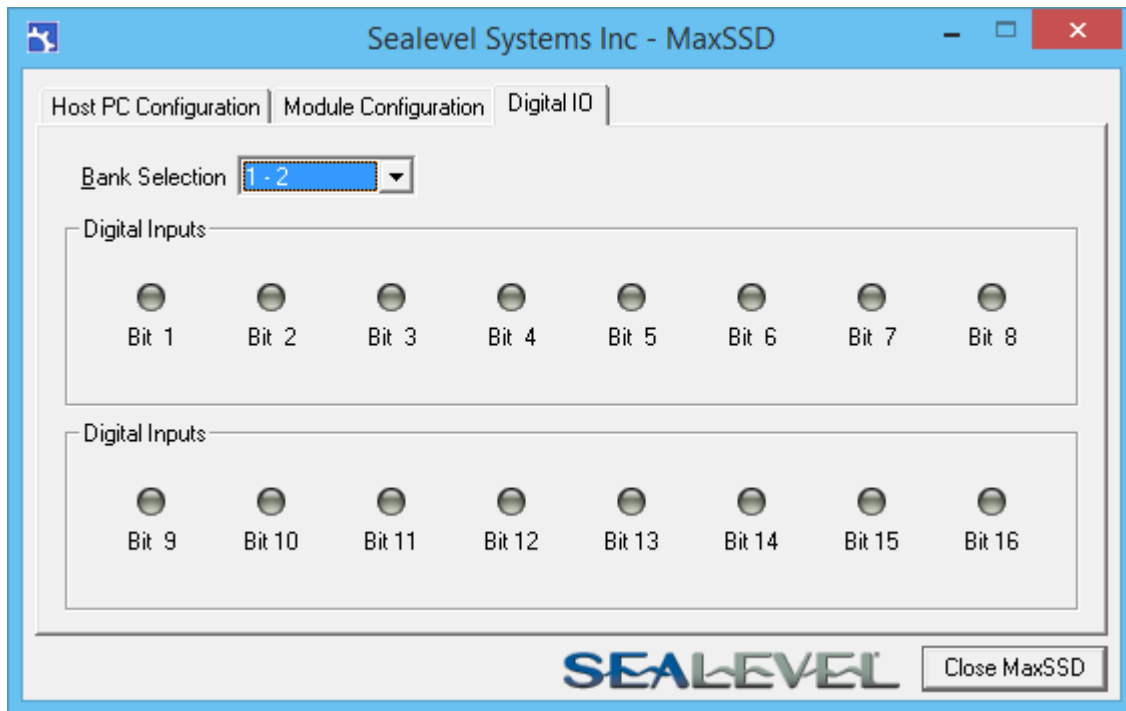 Sealevel Systems Inc - MaxSSD
Host PC Configuration Module Configuration Digital IO
Bank Selection 1 - 2
Digital Inputs
Bit 1 Bit 2 Bit 3 Bit 4 Bit 5 Bit 6 Bit 7 Bit 8
Digital Inputs
Bit 9 Bit 10 Bit 11 Bit 12 Bit 13 Bit 14 Bit 15 Bit 16
SEALEVEL Close MaxSSD